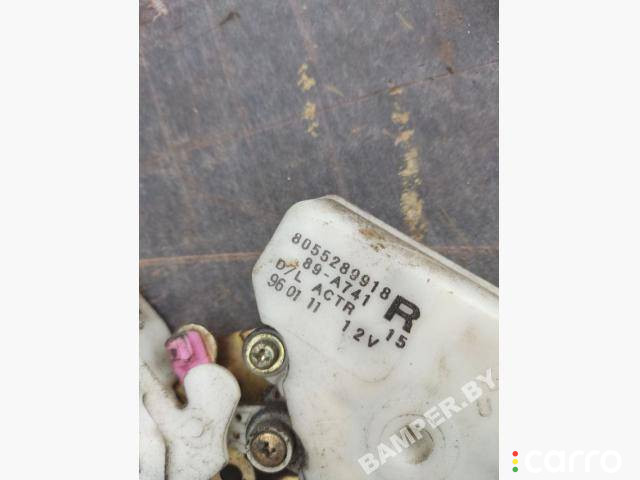 8055289918
89-A741 R
D/L ACTR 15
96 01 11 12V
BAMPER.BY
carro